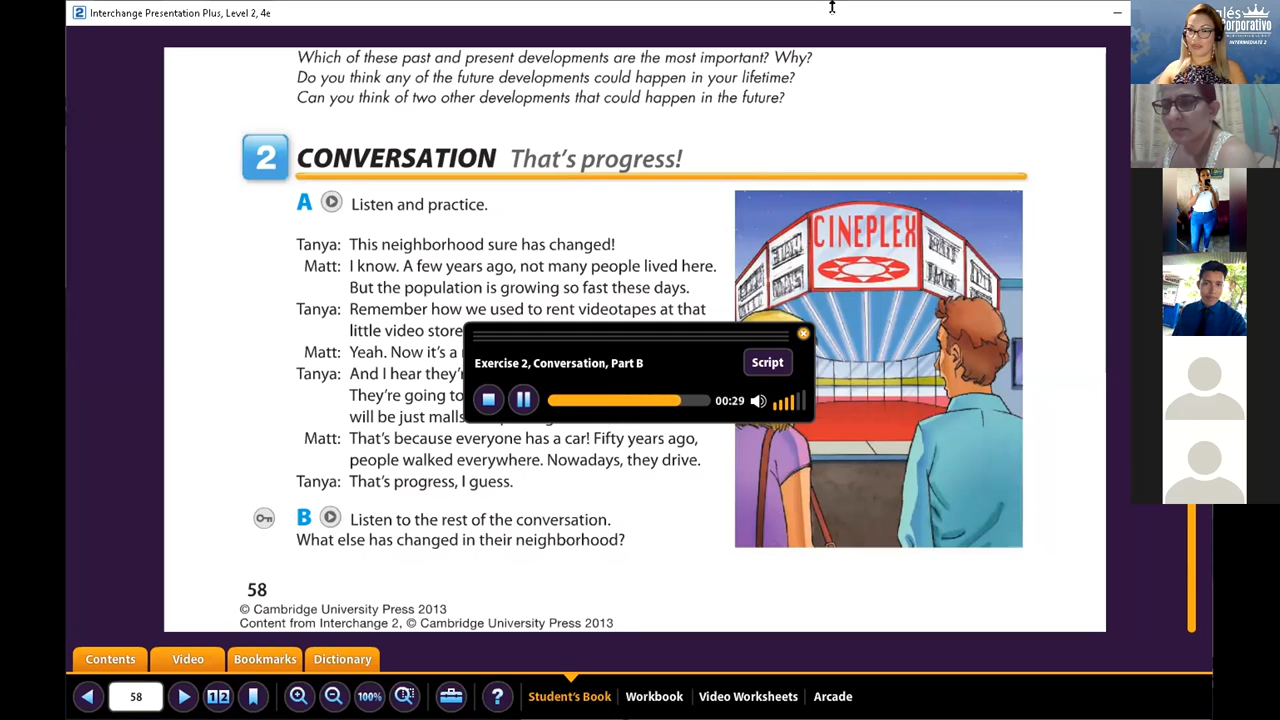 Interchange Presentation Plus, Level 2, 4e
Which of these past and present developments are the most important? Why?
Do you think any of the future developments could happen in your lifetime?
Can you think of two other developments that could happen in the future?
2 CONVERSATION That's progress!
A Listen and practice.
Tanya: This neighborhood sure has changed!
Matt: I know. A few years ago, not many people lived here.
But the population is growing so fast these days.
Tanya: Remember how we used to rent videotapes at that
little video store
Matt: Yeah. Now it's a
Tanya: And I hear
They're going to
will be just malls
Matt: That's because everyone has a car! Fifty years ago,
people walked everywhere. Nowadays, they drive.
Tanya: That's progress, I guess.
B Listen to the rest of the conversation.
What else has changed in their neighborhood?
58
© Cambridge University Press 2013
Content from Interchange 2, © Cambridge University Press 2013
CINEPLEX
Exercise 2, Conversation, Part B
Script
00:29
Corporativo
INTERMEDIATE 2
Contents Video Bookmarks Dictionary
58 12 100% ? Student's Book Workbook Video Worksheets Arcade